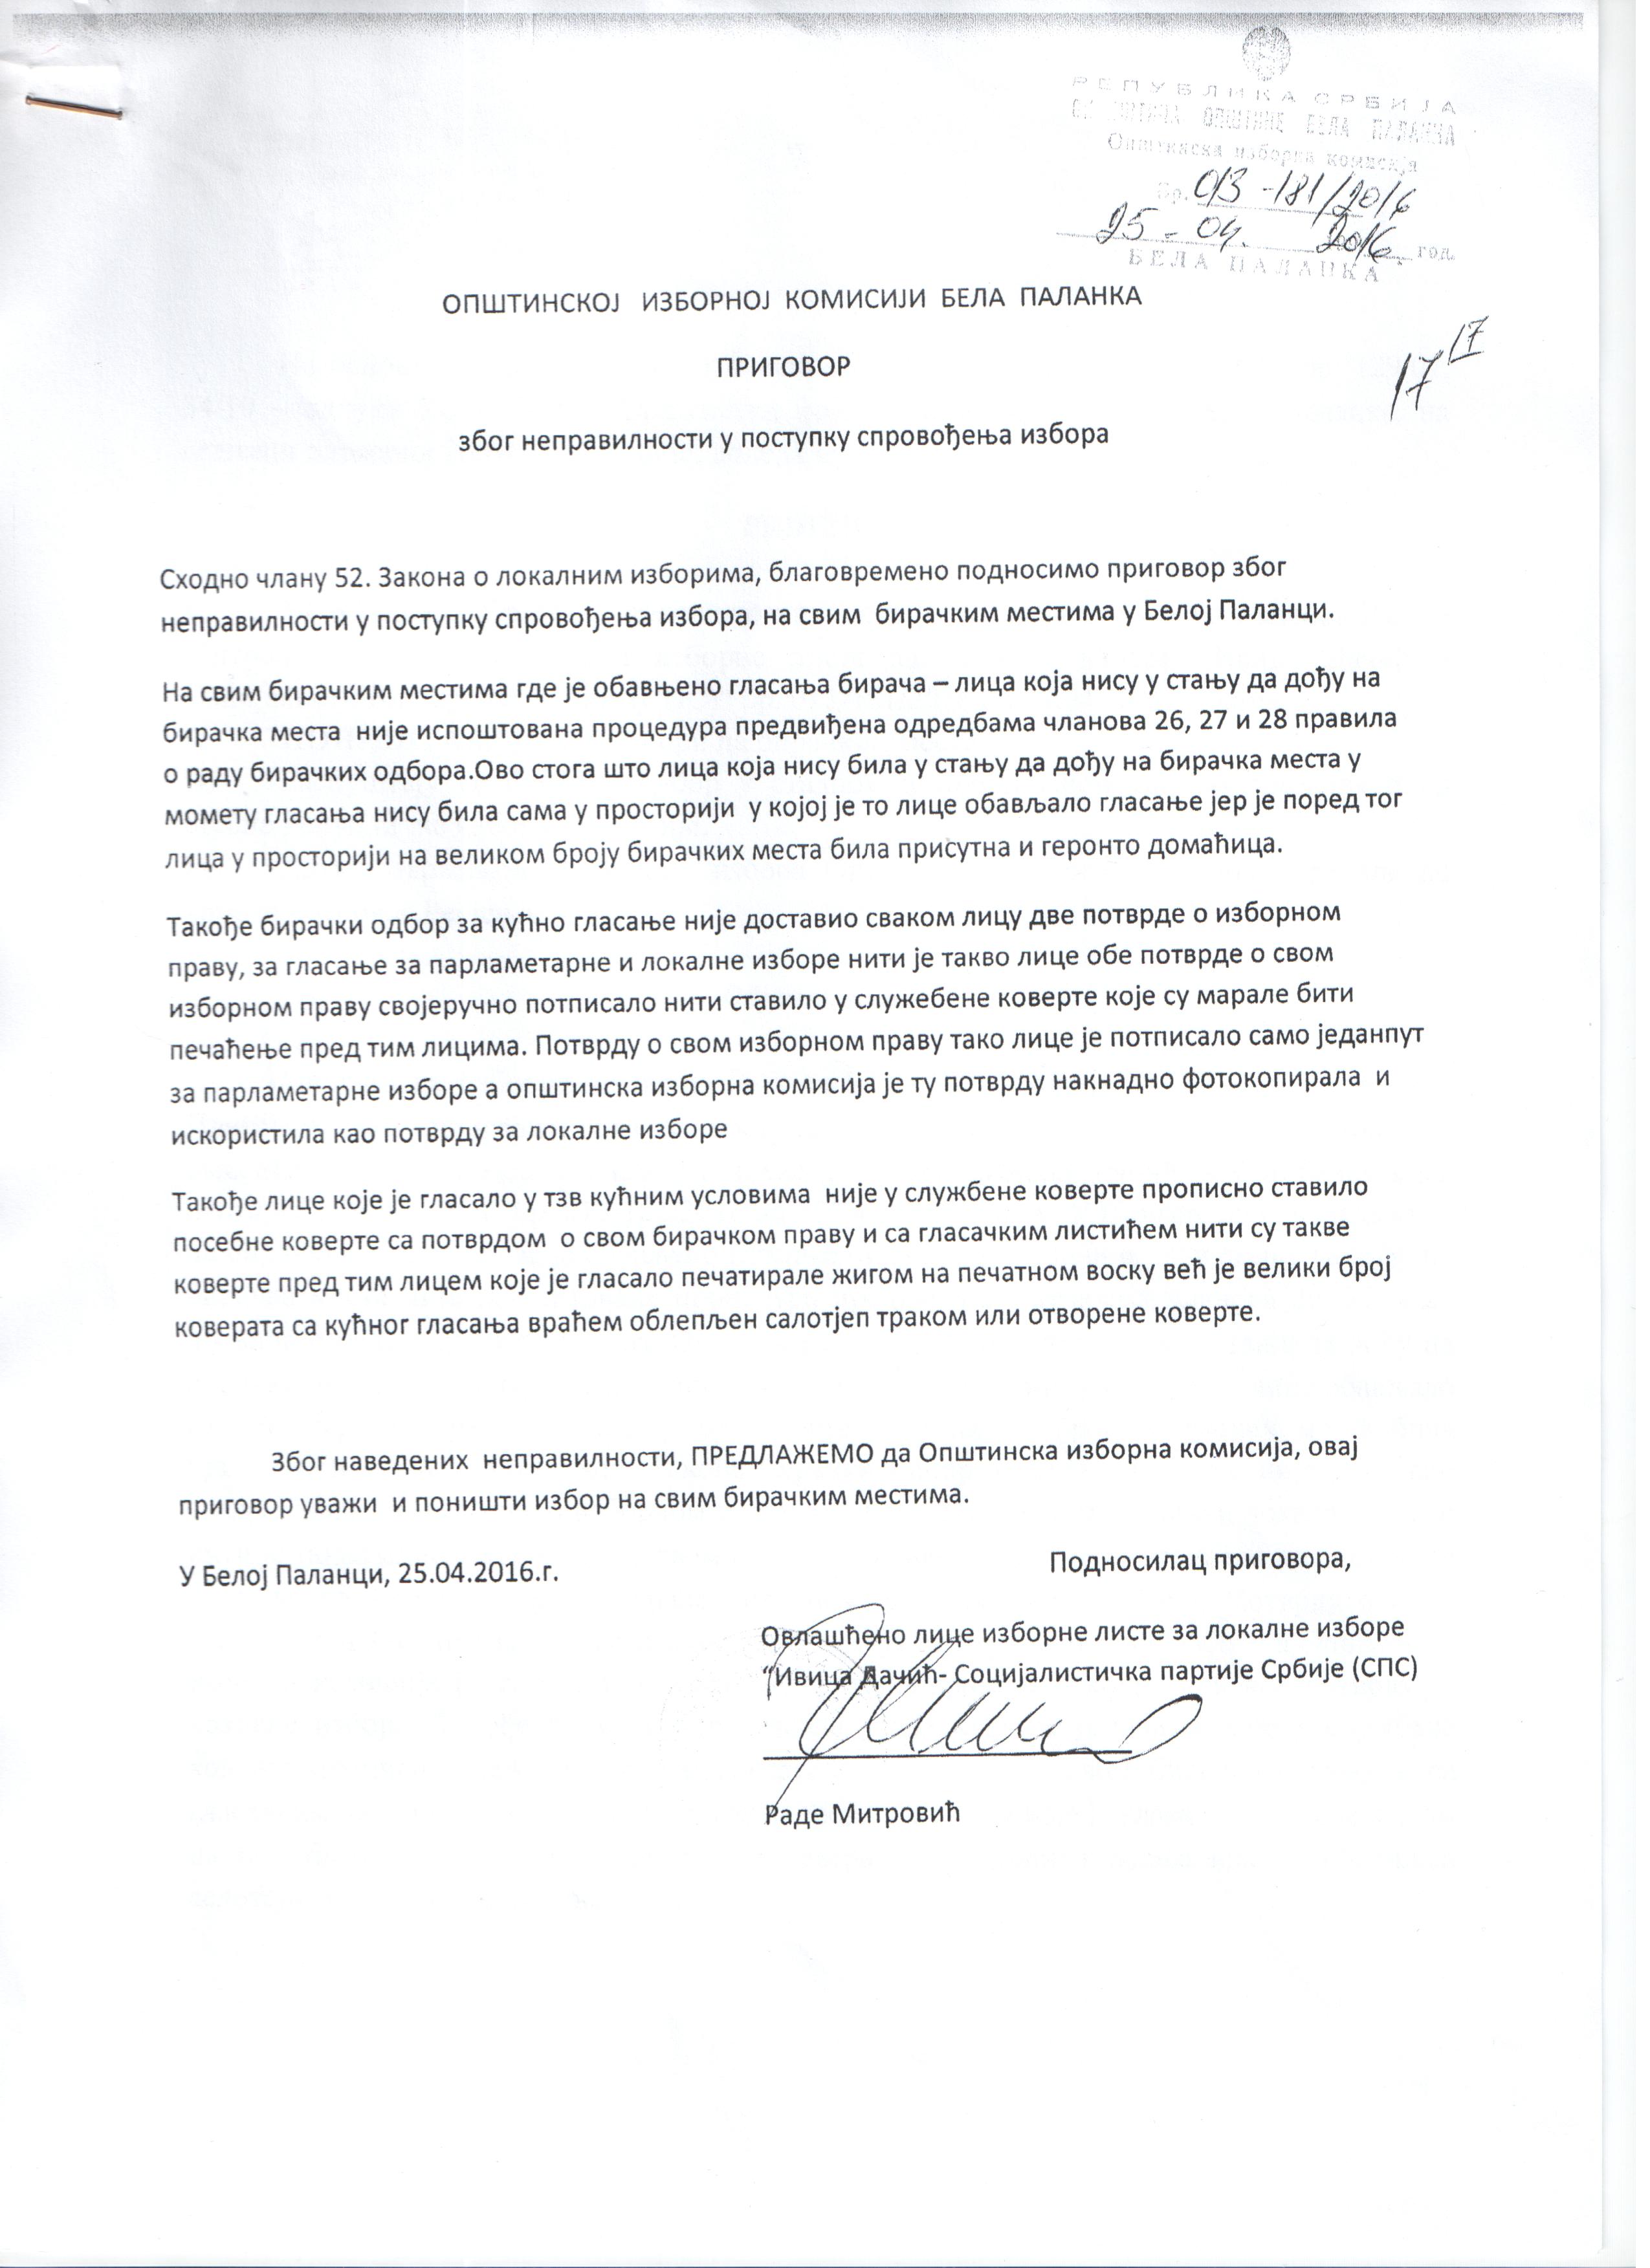 РЕПУБЛИКА СРБИЈА
ОПШТИНЕ БЕЛА ПАЛАНКА
Општинска изборна комисија
Бр. 013-181/2016
25-04. 2016 год.
БЕЛА ПАЛАНКА
ОПШТИНСКОЈ ИЗБОРНОЈ КОМИСИЈИ БЕЛА ПАЛАНКА
17 17
ПРИГОВОР
због неправилности у поступку спровођења избора
Сходно члану 52. Закона о локалним изборима, благовремено подносимо приговор због
неправилности у поступку спровођења избора, на свим бирачким местима у Белој Паланци.
На свим бирачким местима где је обавњено гласања бирача – лица која нису у стању да дођу на
бирачка места није испоштована процедура предвиђена одредбама чланова 26, 27 и 28 правила
о раду бирачких одбора.Ово стога што лица која нису била у стању да дођу на бирачка места у
момету гласања нису била сама у просторији у којој је то лице обављало гласање јер је поред тог
лица у просторији на великом броју бирачких места била присутна и геронто домаћица.
Такође бирачки одбор за кућно гласање није доставио сваком лицу две потврде о изборном
праву, за гласање за парламетарне и локалне изборе нити је такво лице обе потврде о свом
изборном праву својеручно потписало нити ставило у служебене коверте које су марале бити
печаћење пред тим лицима. Потврду о свом изборном праву тако лице је потписало само једанпут
за парламетарне изборе а општинска изборна комисија је ту потврду накнадно фотокопирала и
искористила као потврду за локалне изборе
Такође лице које је гласало у тзв кућним условима није у службене коверте прописно ставило
посебне коверте са потврдом о свом бирачком праву и са гласачким листићем нити су такве
коверте пред тим лицем које је гласало печатирале жигом на печатном воску већ је велики број
коверата са кућног гласања враћем облепљен салотјеп траком или отворене коверте.
Због наведених неправилности, ПРЕДЛАЖЕМО да Општинска изборна комисија, овај
приговор уважи и поништи избор на свим бирачким местима.
У Белој Паланци, 25.04.2016.г.
Подносилац приговора,
Овлашћено лице изборне листе за локалне изборе
“Ивица Дачић- Социјалистичка партије Србије (СПС)
Раде Митровић